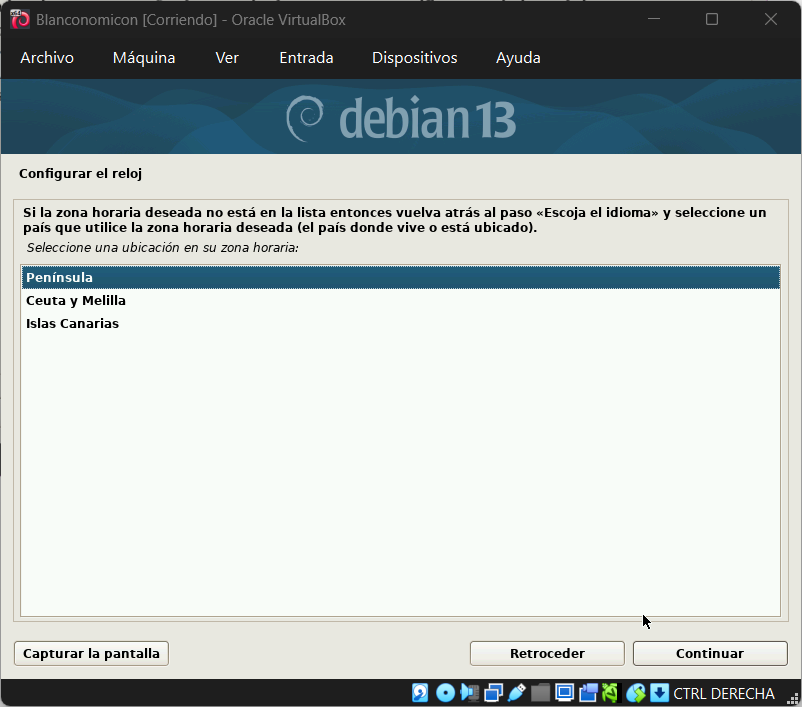 Blanconomicon [Corriendo] - Oracle VirtualBox
Archivo Máquina Ver Entrada Dispositivos Ayuda
debian 13
Configurar el reloj
Si la zona horaria deseada no está en la lista entonces vuelva atrás al paso «Escoja el idioma» y seleccione un
país que utilice la zona horaria deseada (el país donde vive o está ubicado).
Seleccione una ubicación en su zona horaria:
Península
Ceuta y Melilla
Islas Canarias
Capturar la pantalla Retroceder Continuar
CTRL DERECHA